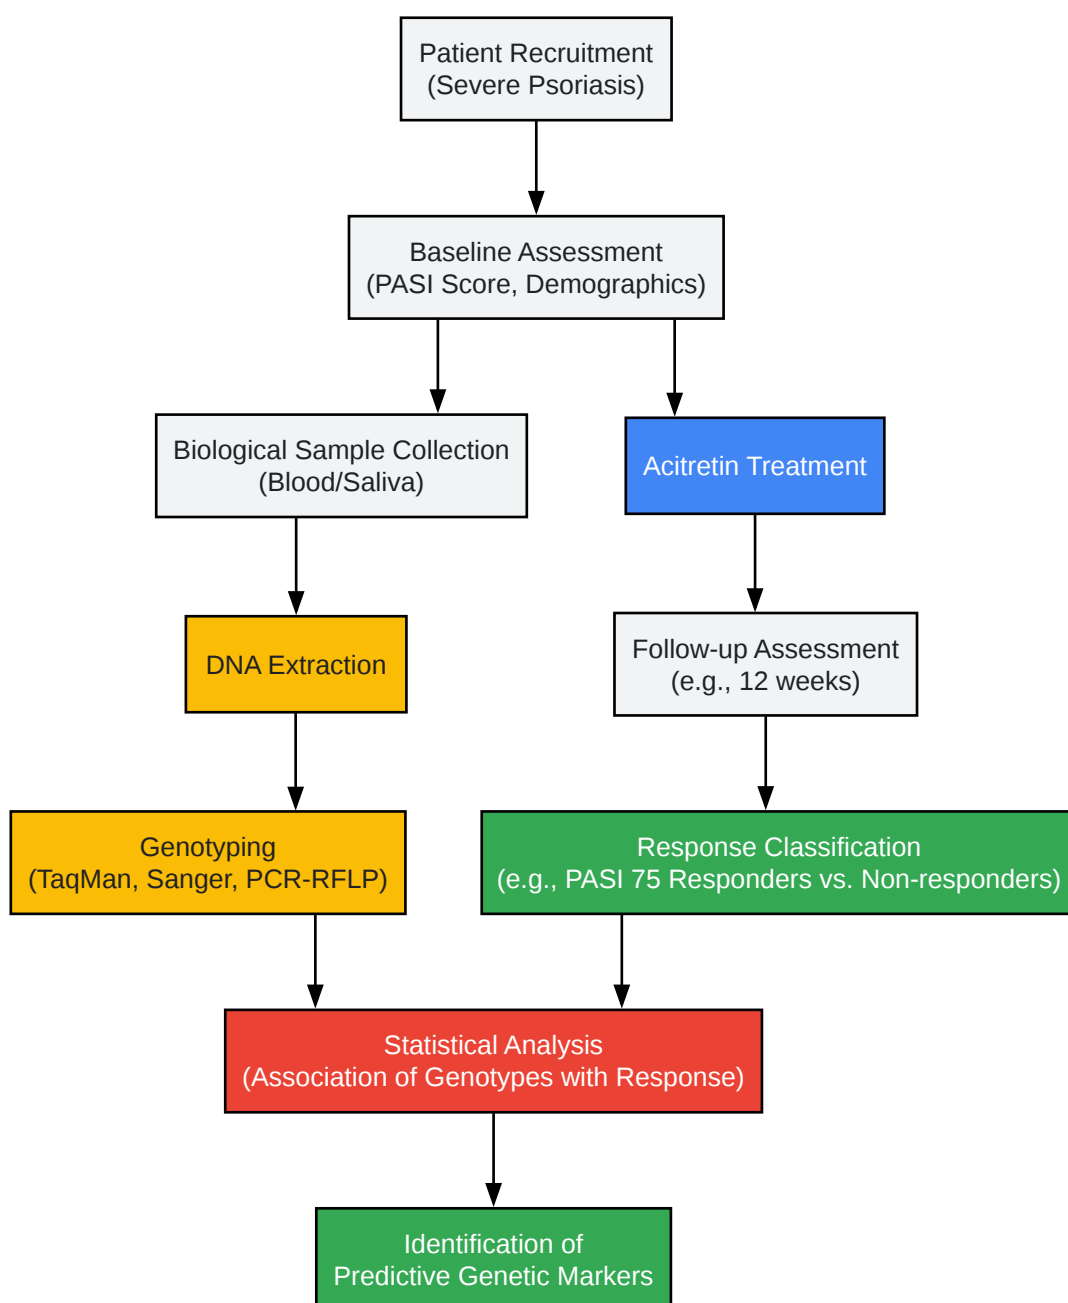 Patient Recruitment
(Severe Psoriasis)
Baseline Assessment
(PASI Score, Demographics)
Biological Sample Collection
(Blood/Saliva)
Acitretin Treatment
DNA Extraction
Follow-up Assessment
(e.g., 12 weeks)
Genotyping
(TaqMan, Sanger, PCR-RFLP)
Response Classification
(e.g., PASI 75 Responders vs. Non-responders)
Statistical Analysis
(Association of Genotypes with Response)
Identification of
Predictive Genetic Markers